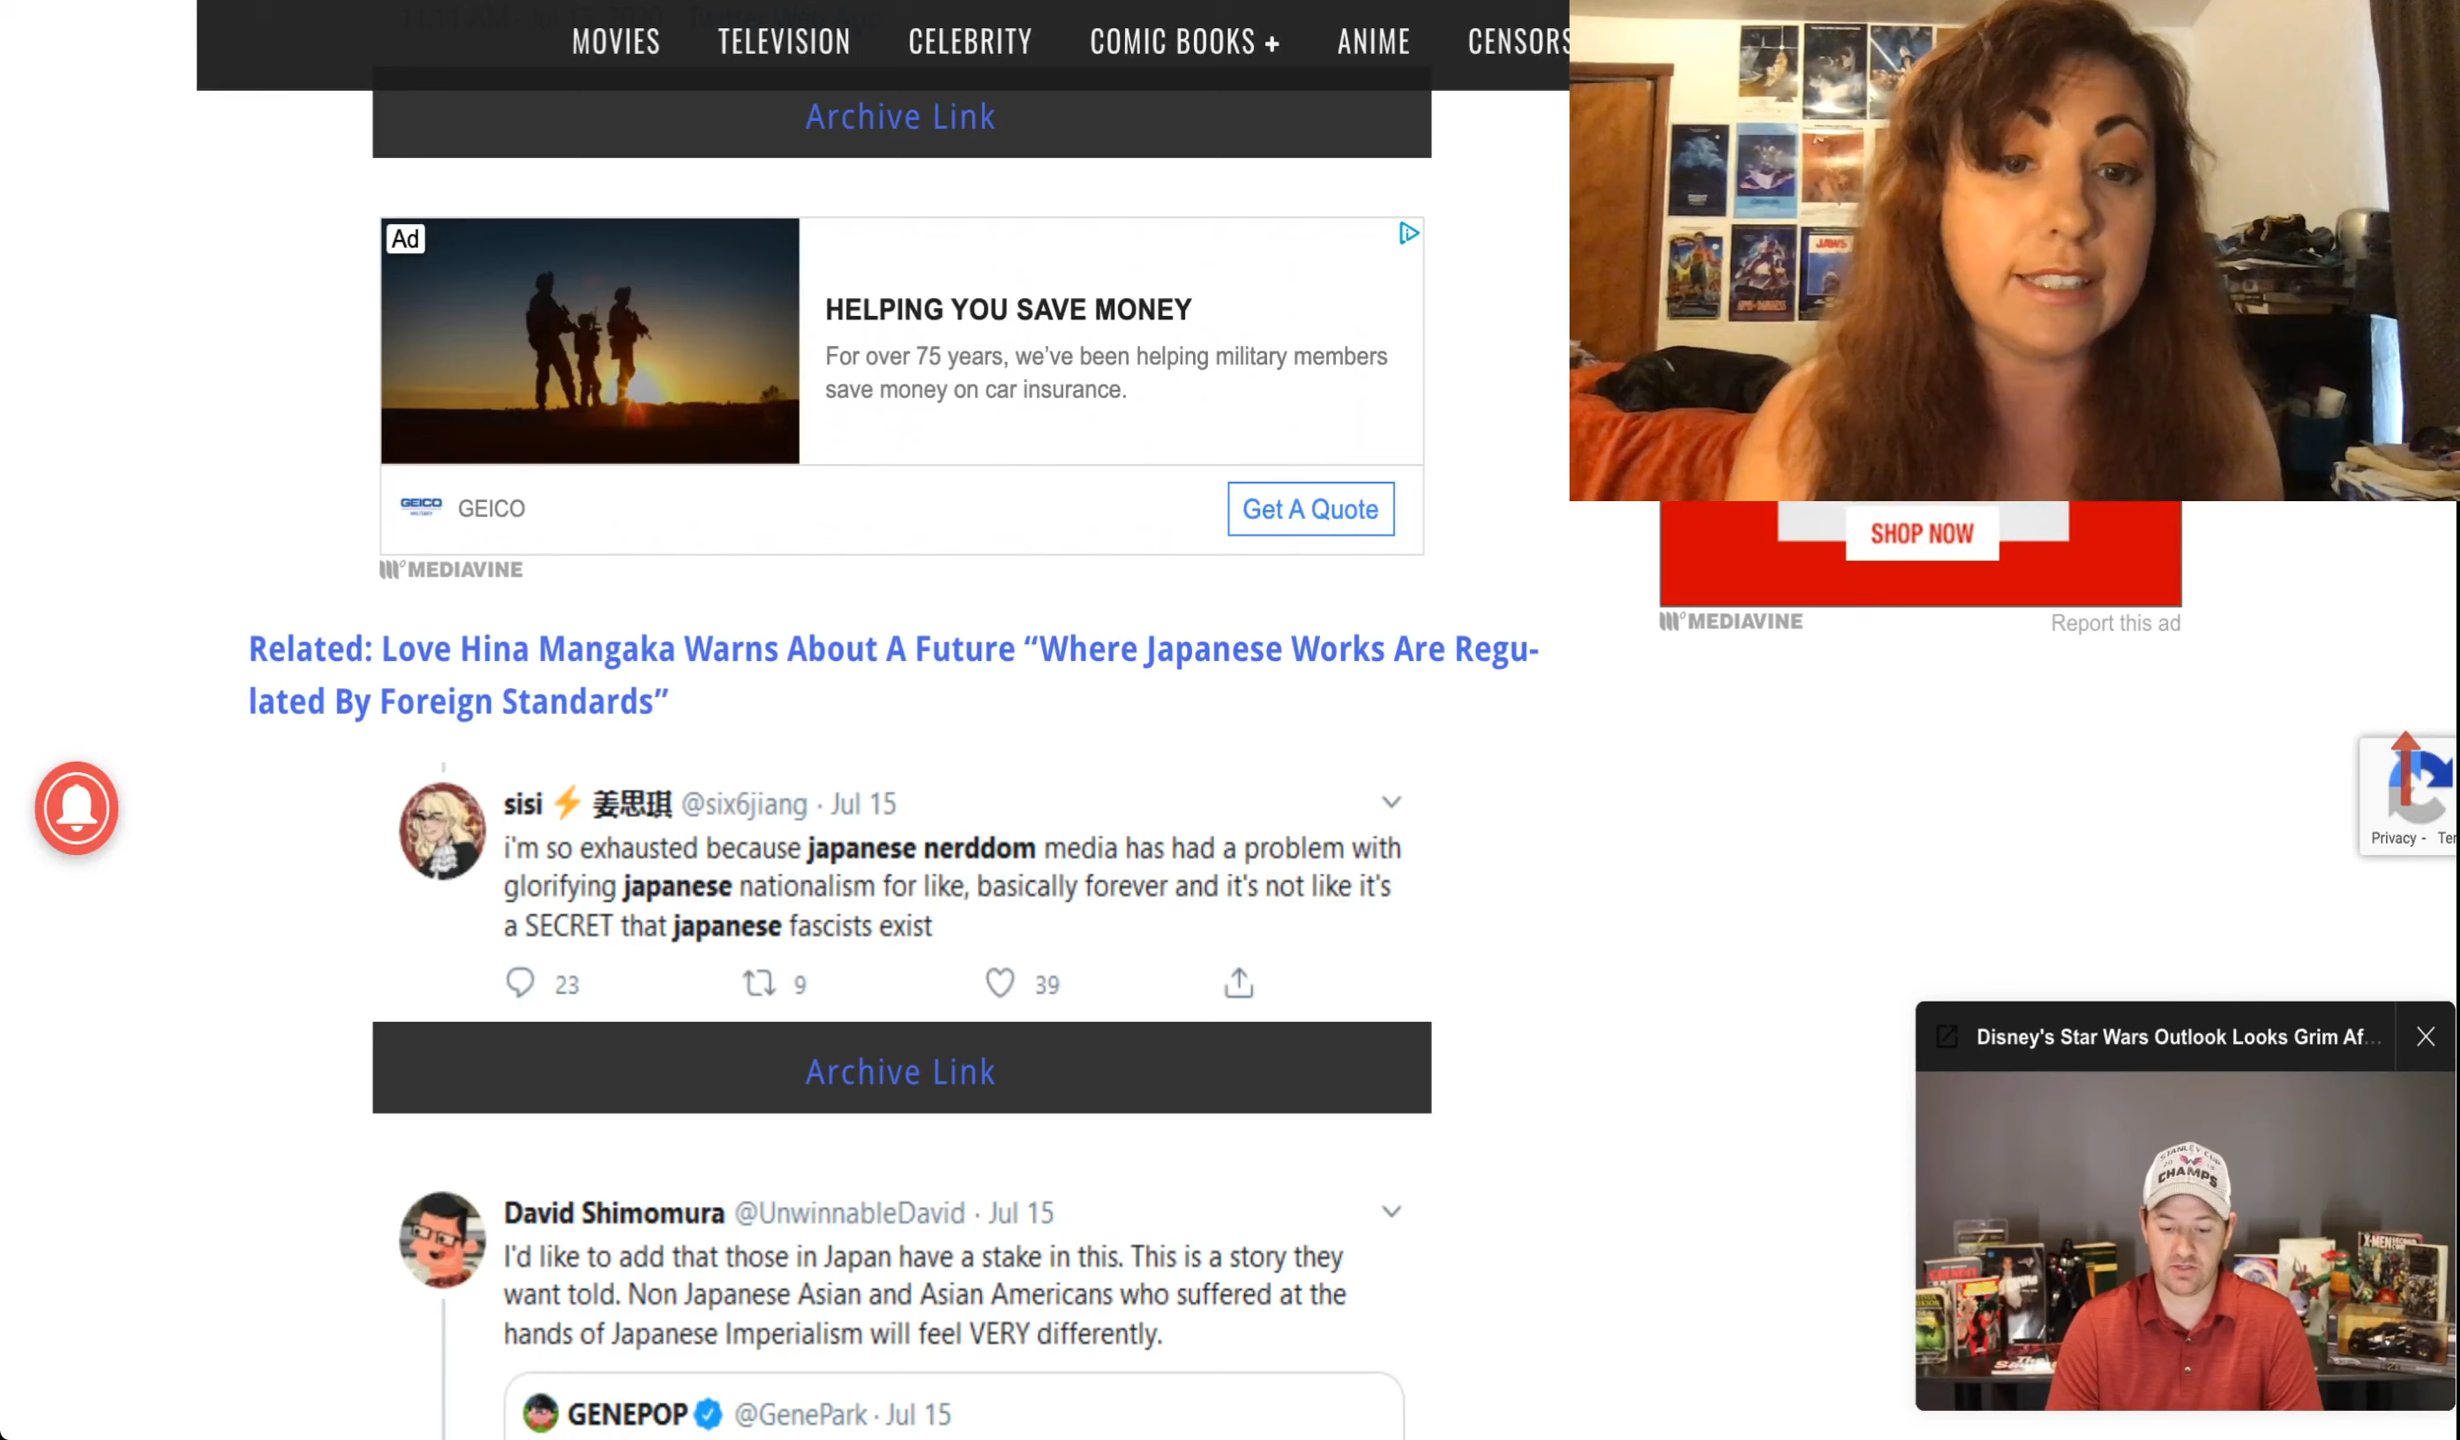 MOVIES TELEVISION CELEBRITY COMIC BOOKS + ANIME CENSORS
Archive Link
Ad
HELPING YOU SAVE MONEY
For over 75 years, we've been helping military members
save money on car insurance.
GEICO
GEICO
Get A Quote
MEDIAVINE
JAWS
SHOP NOW
MEDIAVINE
Report this ad
Related: Love Hina Mangaka Warns About A Future “Where Japanese Works Are Regu-
lated By Foreign Standards”
sisi ⚡ 姜思琪 @six6jiang · Jul 15
i'm so exhausted because japanese nerddom media has had a problem with
glorifying japanese nationalism for like, basically forever and it's not like it's
a SECRET that japanese fascists exist
23 9 39
Privacy - Ter
Archive Link
David Shimomura @UnwinnableDavid · Jul 15
I'd like to add that those in Japan have a stake in this. This is a story they
want told. Non Japanese Asian and Asian Americans who suffered at the
hands of Japanese Imperialism will feel VERY differently.
GENEPOP @GenePark · Jul 15
Disney's Star Wars Outlook Looks Grim Af...
STANLEY CUP
CHAMPS
X-MEN